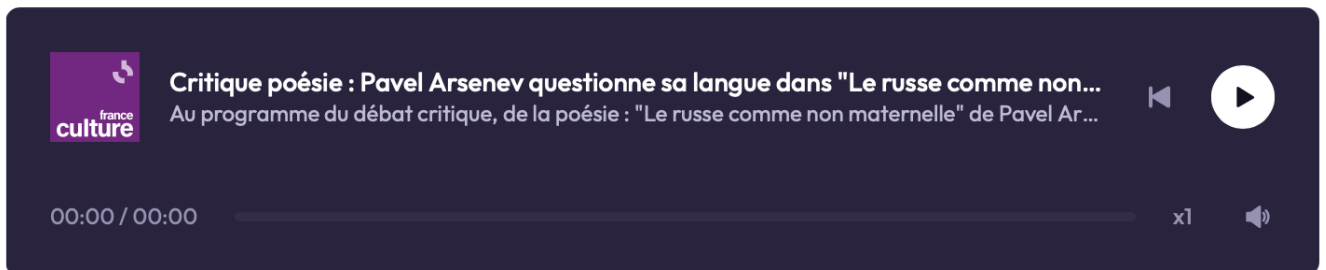 france
culture
Critique poésie : Pavel Arsenev questionne sa langue dans "Le russe comme non...
Au programme du débat critique, de la poésie : "Le russe comme non maternelle" de Pavel Ar...
00:00 / 00:00
x1